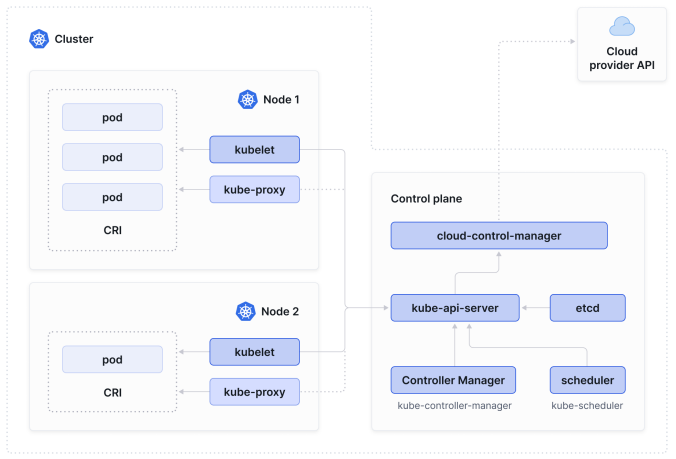 Cluster
Cloud
provider API
Node 1
pod
pod
pod
CRI
kubelet
kube-proxy
Node 2
pod
CRI
kubelet
kube-proxy
Control plane
cloud-control-manager
kube-api-server
etcd
Controller Manager
scheduler
kube-controller-manager
kube-scheduler